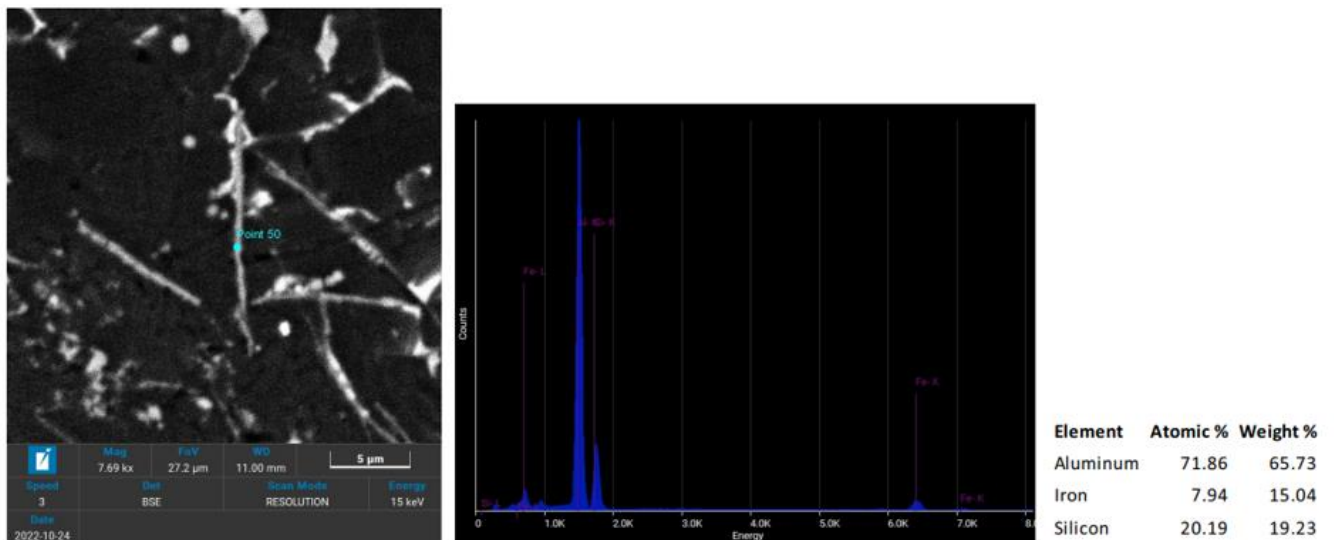 Point 50
Mag FoV WD
7.69 kx 27.2 μm 11.00 mm 5 μm
Speed Det Scan Mode Energy
3 BSE RESOLUTION 15 keV
Date
2022-10-24
Counts
Fe-L
Fe-K
Fe-K
0 1.0K 2.0K 3.0K 4.0K 5.0K 6.0K 7.0K
Energy
Element Atomic % Weight %
Aluminum 71.86 65.73
Iron 7.94 15.04
Silicon 20.19 19.23